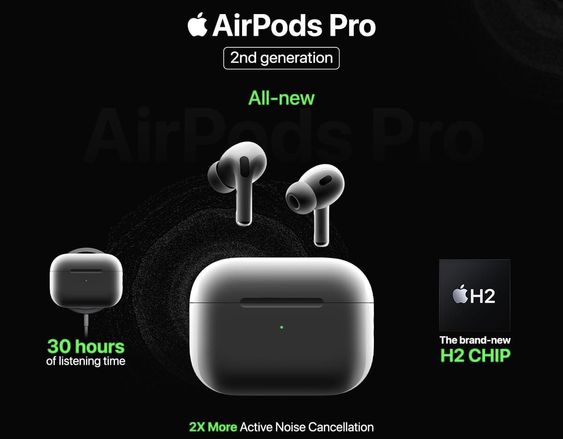 AirPods Pro
2nd generation
All-new
AirPods Pro
30 hours
of listening time
H2
The brand-new
H2 CHIP
2X More Active Noise Cancellation